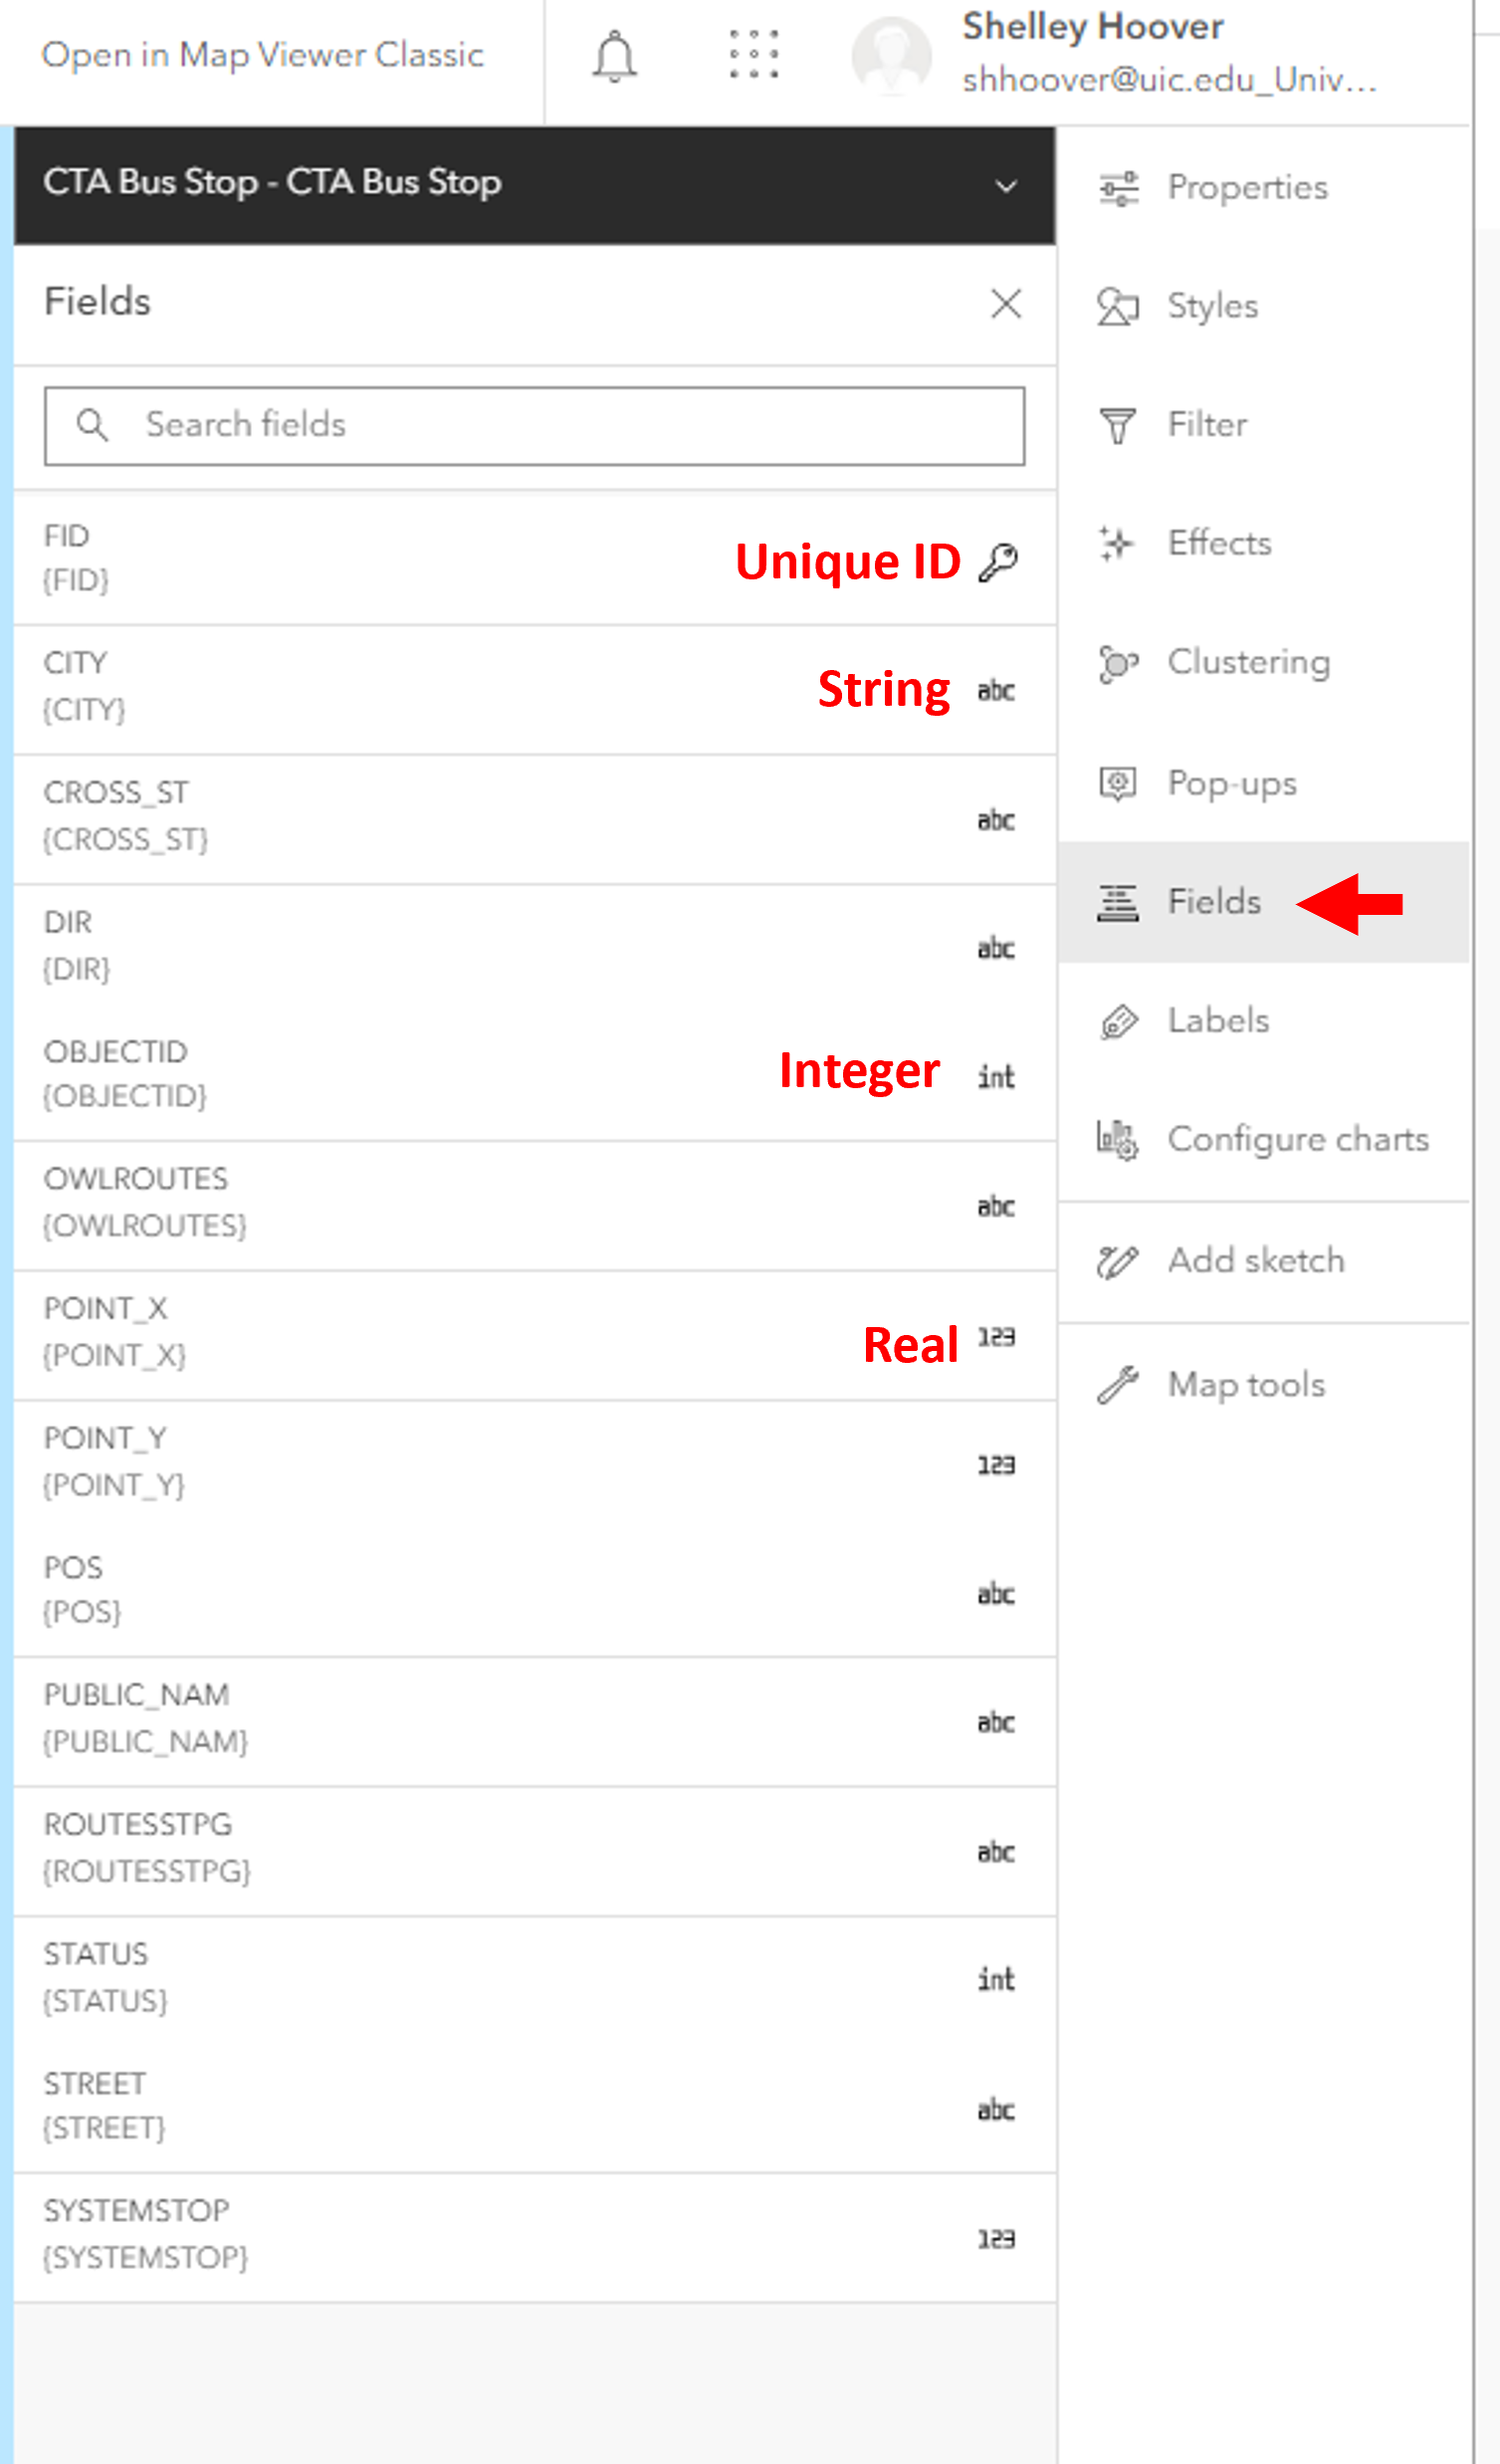 Open in Map Viewer Classic
Shelley Hoover
shhoover@uic.edu_Univ...
CTA Bus Stop - CTA Bus Stop
Fields
Search fields
FID
{FID}
Unique ID
CITY
{CITY}
String abc
CROSS_ST
{CROSS_ST}
abc
DIR
{DIR}
abc
OBJECTID
{OBJECTID}
Integer int
OWLROUTES
{OWLROUTES}
abc
POINT_X
{POINT_X}
Real 123
POINT_Y
{POINT_Y}
123
POS
{POS}
abc
PUBLIC_NAM
{PUBLIC_NAM}
abc
ROUTESSTPG
{ROUTESSTPG}
abc
STATUS
{STATUS}
int
STREET
{STREET}
abc
SYSTEMSTOP
{SYSTEMSTOP}
123
Properties
Styles
Filter
Effects
Clustering
Pop-ups
Fields
Labels
Configure charts
Add sketch
Map tools